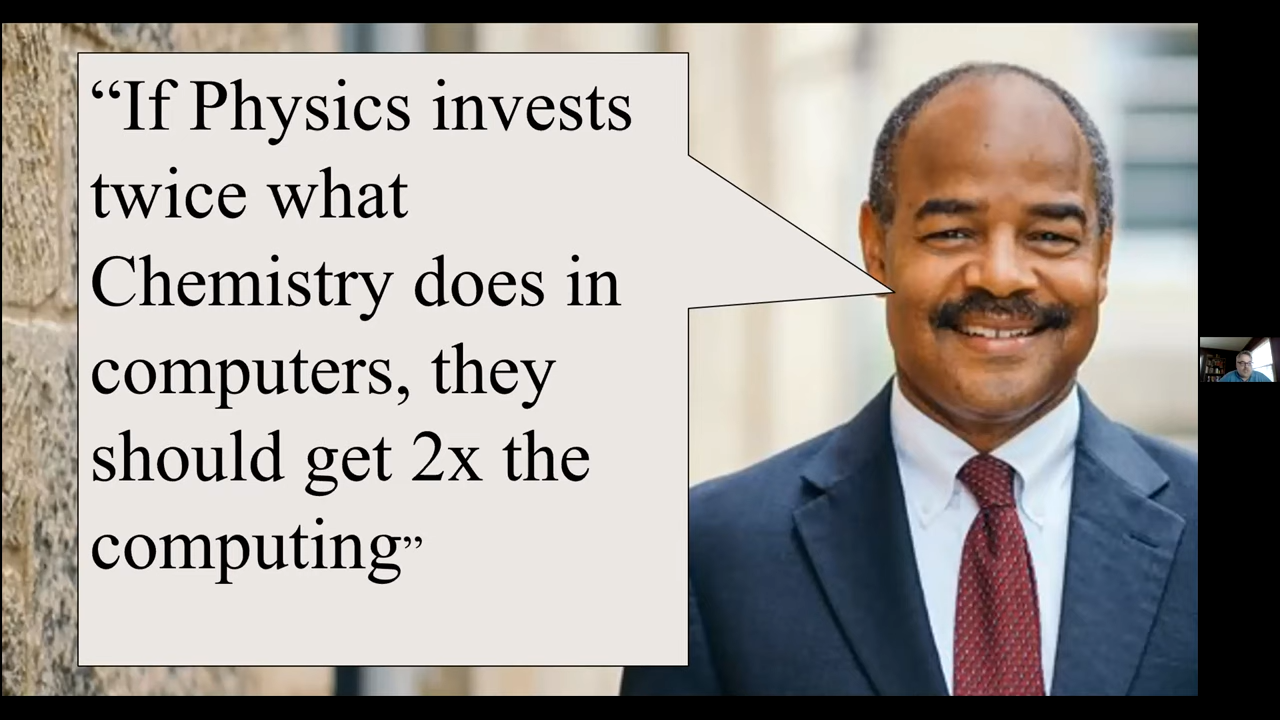 “If Physics invests
twice what
Chemistry does in
computers, they
should get 2x the
computing”